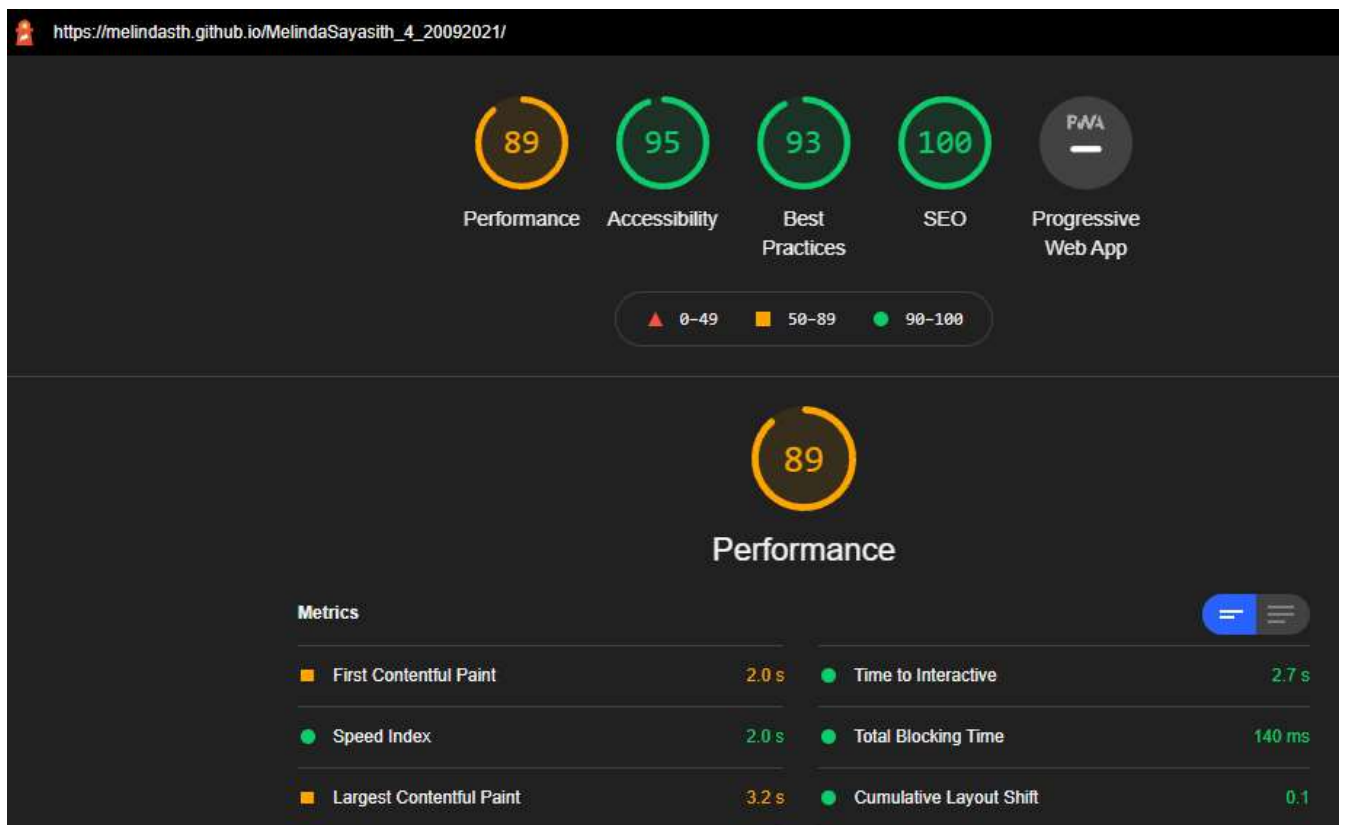 https://melindasth.github.io/MelindaSayasith_4_20092021/
89 95 93 100 PWA
Performance Accessibility Best Practices SEO Progressive Web App
0–49 50–89 90–100
89
Performance
Metrics
First Contentful Paint 2.0 s
Time to Interactive 2.7 s
Speed Index 2.0 s
Total Blocking Time 140 ms
Largest Contentful Paint 3.2 s
Cumulative Layout Shift 0.1